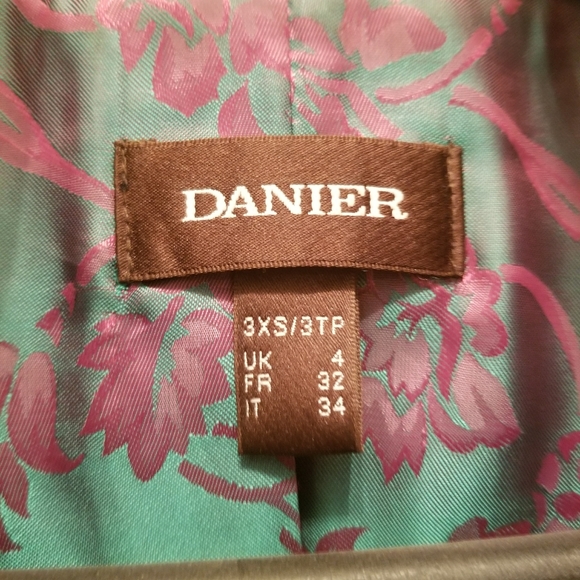 DANIER
3XS/3TP
UK 4
FR 32
IT 34